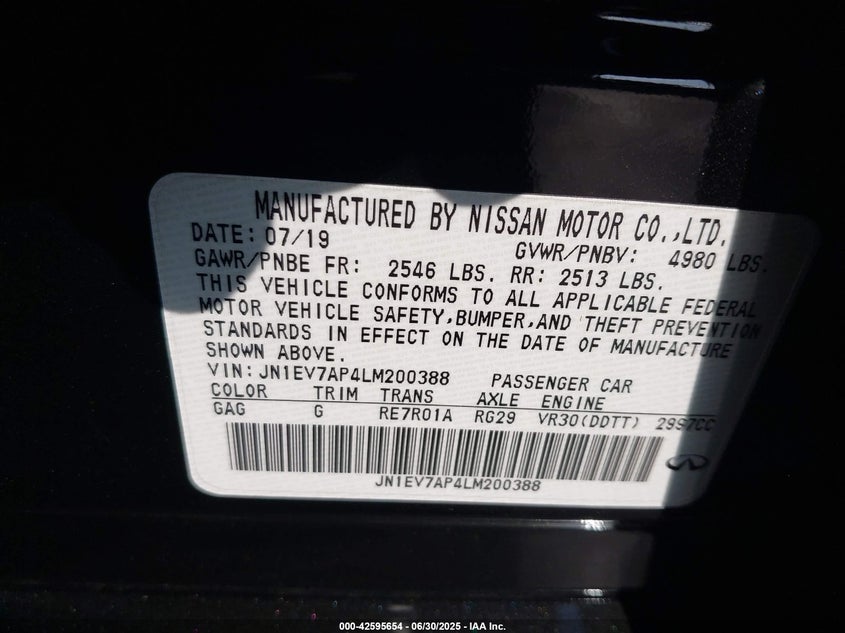 MANUFACTURED BY NISSAN MOTOR CO.,LTD.
DATE: 07/19 GVWR/PNBV: 4980 LBS.
GAWR/PNBE FR: 2546 LBS. RR: 2513 LBS.
THIS VEHICLE CONFORMS TO ALL APPLICABLE FEDERAL
MOTOR VEHICLE SAFETY,BUMPER,AND THEFT PREVENTION
STANDARDS IN EFFECT ON THE DATE OF MANUFACTURE
SHOWN ABOVE.
VIN: JN1EV7AP4LM200388 PASSENGER CAR
COLOR TRIM TRANS AXLE ENGINE
GAG G RE7R01A RG29 VR30(DDTT) 2997CC
JN1EV7AP4LM200388
000-42595654 | 06/30/2025 - IAA Inc.